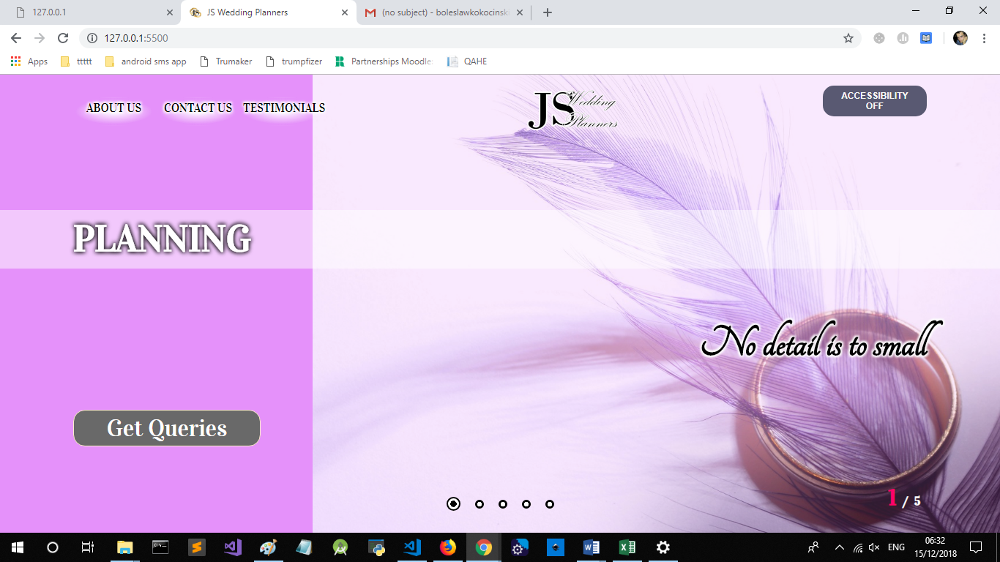 127.0.0.1
JS Wedding Planners
(no subject) - boleslawkokocinski
127.0.0.1:5500
Apps
ttttt
android sms app
Trumaker
trumpfizer
Partnerships Moodle
QAHE
ABOUT US
CONTACT US
TESTIMONIALS
JS Wedding
Planners
ACCESSIBILITY
OFF
PLANNING
No detail is to small
Get Queries
1 / 5
ENG
06:32
15/12/2018